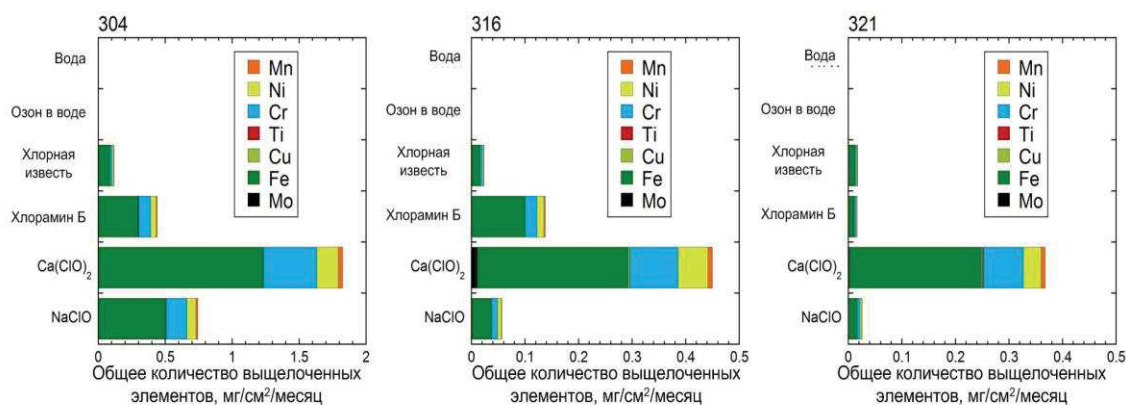 304
Вода
Озон в воде
Хлорная
известь
Хлорамин Б
Ca(ClO)2
NaClO
Mn
Ni
Cr
Ti
Cu
Fe
Mo
0 0.5 1 1.5 2
Общее количество выщелоченных
элементов, мг/см²/месяц
316
Вода
Озон в воде
Хлорная
известь
Хлорамин Б
Ca(ClO)2
NaClO
Mn
Ni
Cr
Ti
Cu
Fe
Mo
0 0.1 0.2 0.3 0.4 0.5
Общее количество выщелоченных
элементов, мг/см²/месяц
321
Вода
Озон в воде
Хлорная
известь
Хлорамин Б
Ca(ClO)2
NaClO
Mn
Ni
Cr
Ti
Cu
Fe
Mo
0 0.1 0.2 0.3 0.4 0.5
Общее количество выщелоченных
элементов, мг/см²/месяц